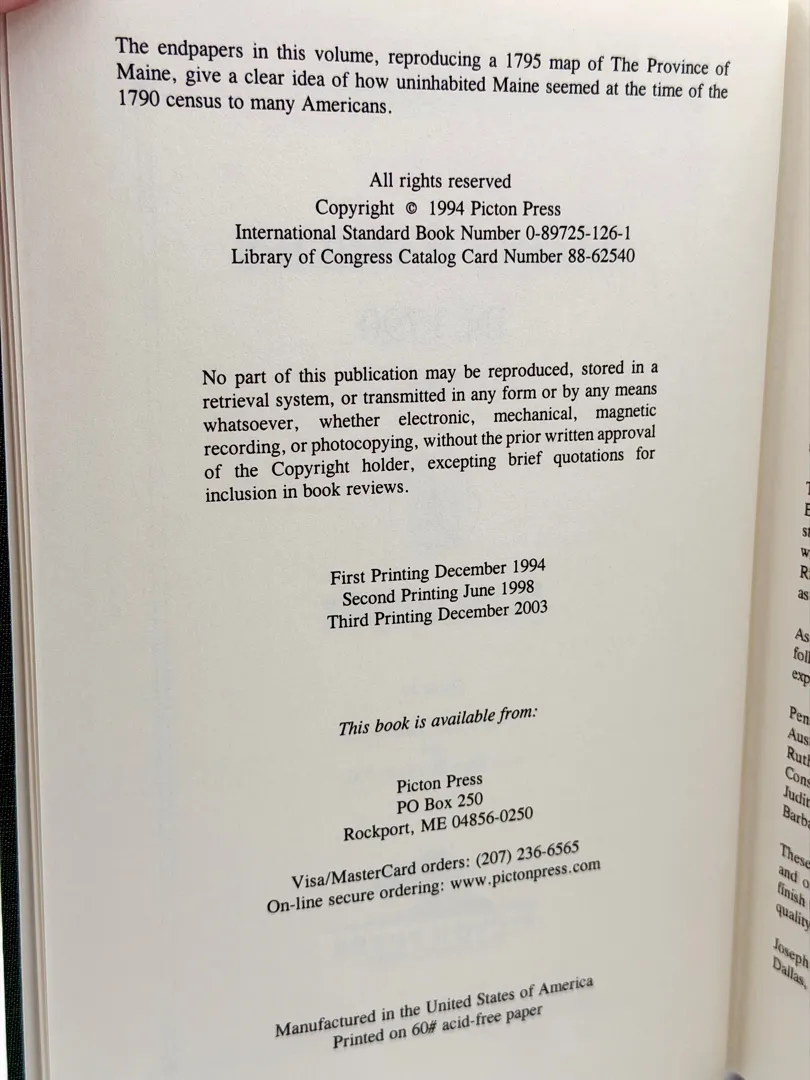 The endpapers in this volume, reproducing a 1795 map of The Province of
Maine, give a clear idea of how uninhabited Maine seemed at the time of the
1790 census to many Americans.
All rights reserved
Copyright © 1994 Picton Press
International Standard Book Number 0-89725-126-1
Library of Congress Catalog Card Number 88-62540
No part of this publication may be reproduced, stored in a
retrieval system, or transmitted in any form or by any means
whatsoever, whether electronic, mechanical, magnetic
recording, or photocopying, without the prior written approval
of the Copyright holder, excepting brief quotations for
inclusion in book reviews.
First Printing December 1994
Second Printing June 1998
Third Printing December 2003
This book is available from:
Picton Press
PO Box 250
Rockport, ME 04856-0250
Visa/MasterCard orders: (207) 236-6565
On-line secure ordering: www.pictonpress.com
Manufactured in the United States of America
Printed on 60# acid-free paper
As
These
and
finish
quality
Joseph
Dallas,